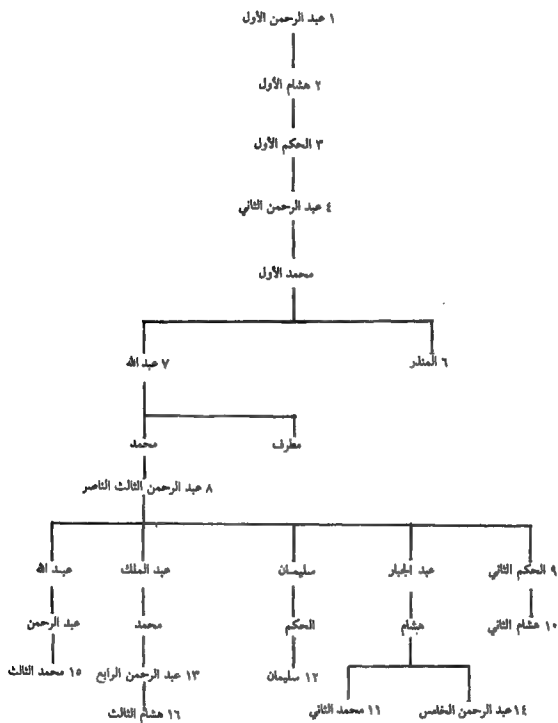 ١ عبد الرحمن الأول
٢ هشام الأول
٣ الحكم الأول
٤ عبد الرحمن الثاني
محمد الأول
٦ المنذر
٧ عبد الله
مطرف
محمد
٨ عبد الرحمن الثالث الناصر
٩ الحكم الثاني
عبد الجبار
سليمان
عبد الملك
عبد الله
١٠ هشام الثاني
هشام
الحكم
محمد
عبد الرحمن
١٢ سليمان
١٣ عبد الرحمن الرابع
١٥ محمد الثالث
١٤ عبد الرحمن الخامس
١١ محمد الثاني
١٦ هشام الثالث